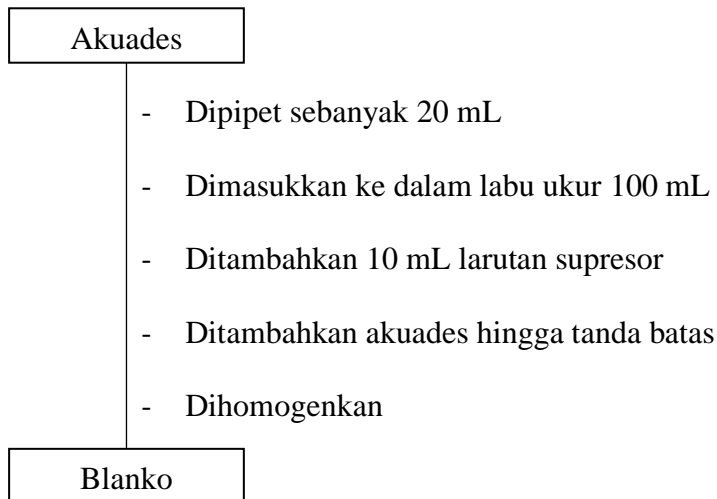 Akuades
- Dipipet sebanyak 20 mL
- Dimasukkan ke dalam labu ukur 100 mL
- Ditambahkan 10 mL larutan supresor
- Ditambahkan akuades hingga tanda batas
- Dihomogenkan
Blanko